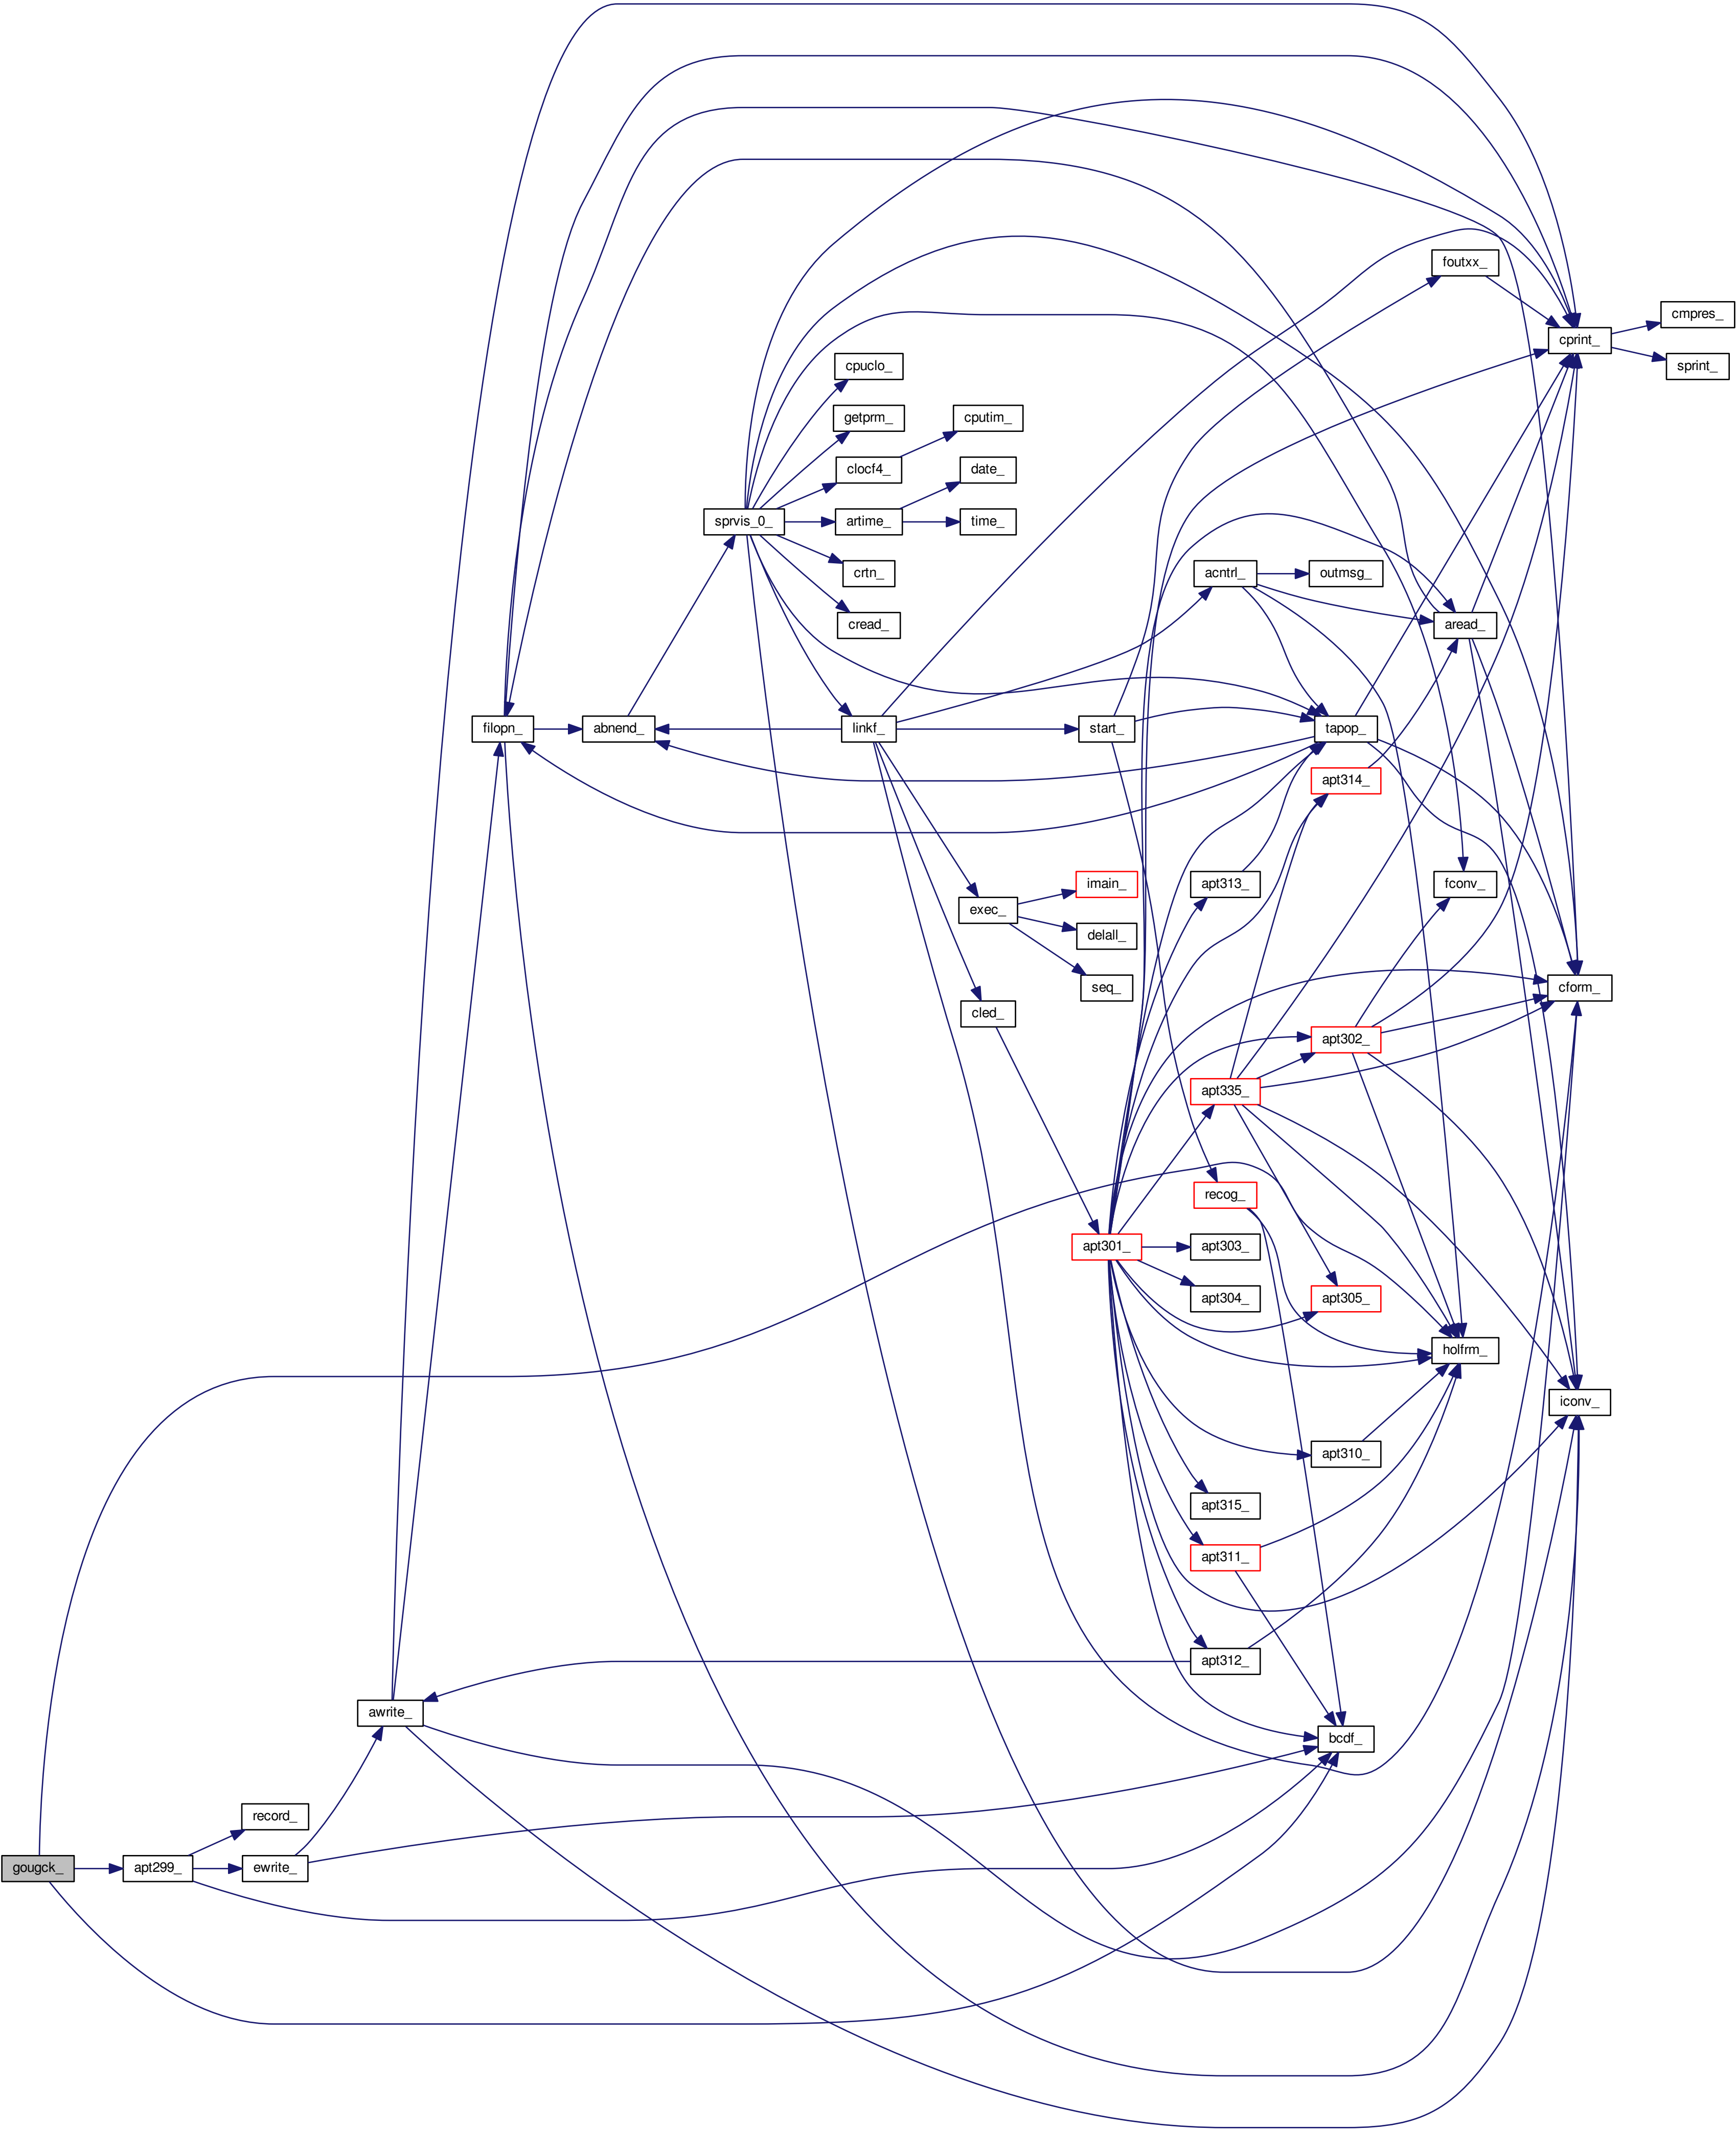 foutxx_
cmpres_
cprint_
sprint_
cpuclo_
getprm_
cputim_
clocf4_
date_
sprvis_0_
artime_
time_
crtn_
acntrl_
outmsg_
cread_
aread_
filopn_
abnend_
linkf_
start_
tapop_
apt314_
imain_
apt313_
fconv_
exec_
delall_
seq_
cform_
cled_
apt302_
apt335_
recog_
apt301_
apt303_
apt304_
apt305_
holfrm_
iconv_
apt310_
apt315_
apt311_
apt312_
awrite_
bcdf_
record_
gougck_
apt299_
ewrite_